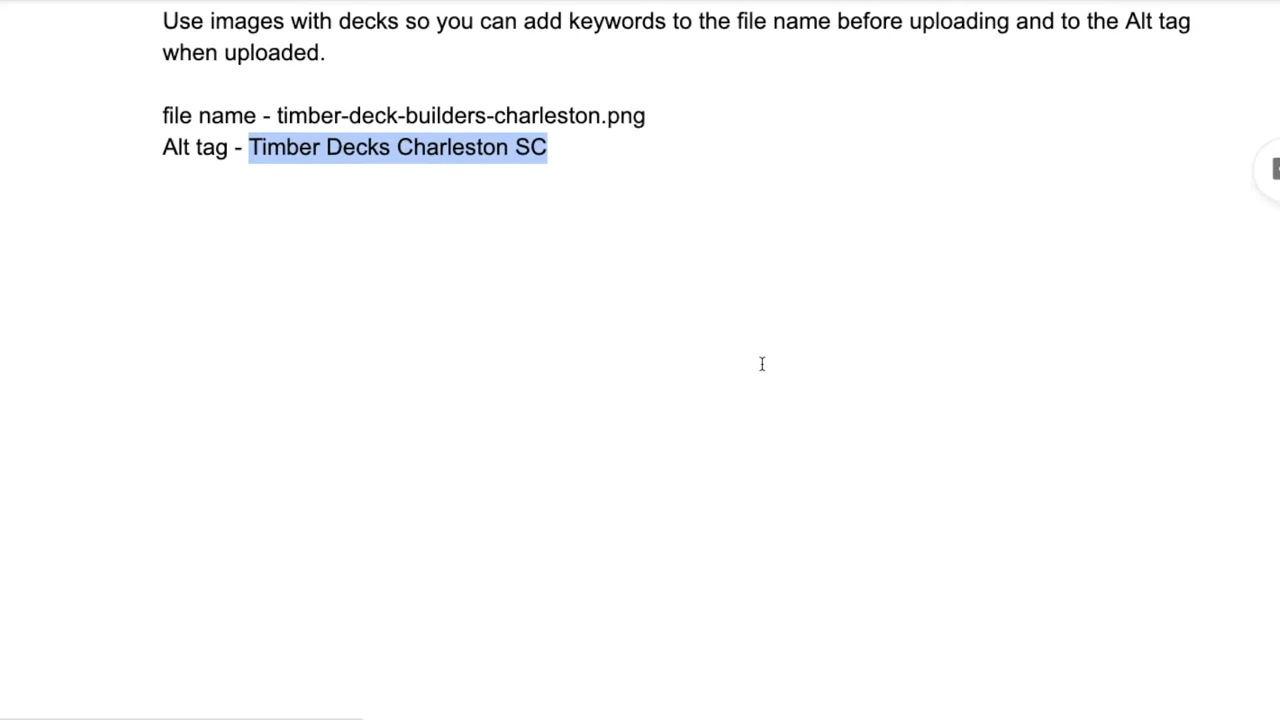 Use images with decks so you can add keywords to the file name before uploading and to the Alt tag
when uploaded.
file name - timber-deck-builders-charleston.png
Alt tag - Timber Decks Charleston SC